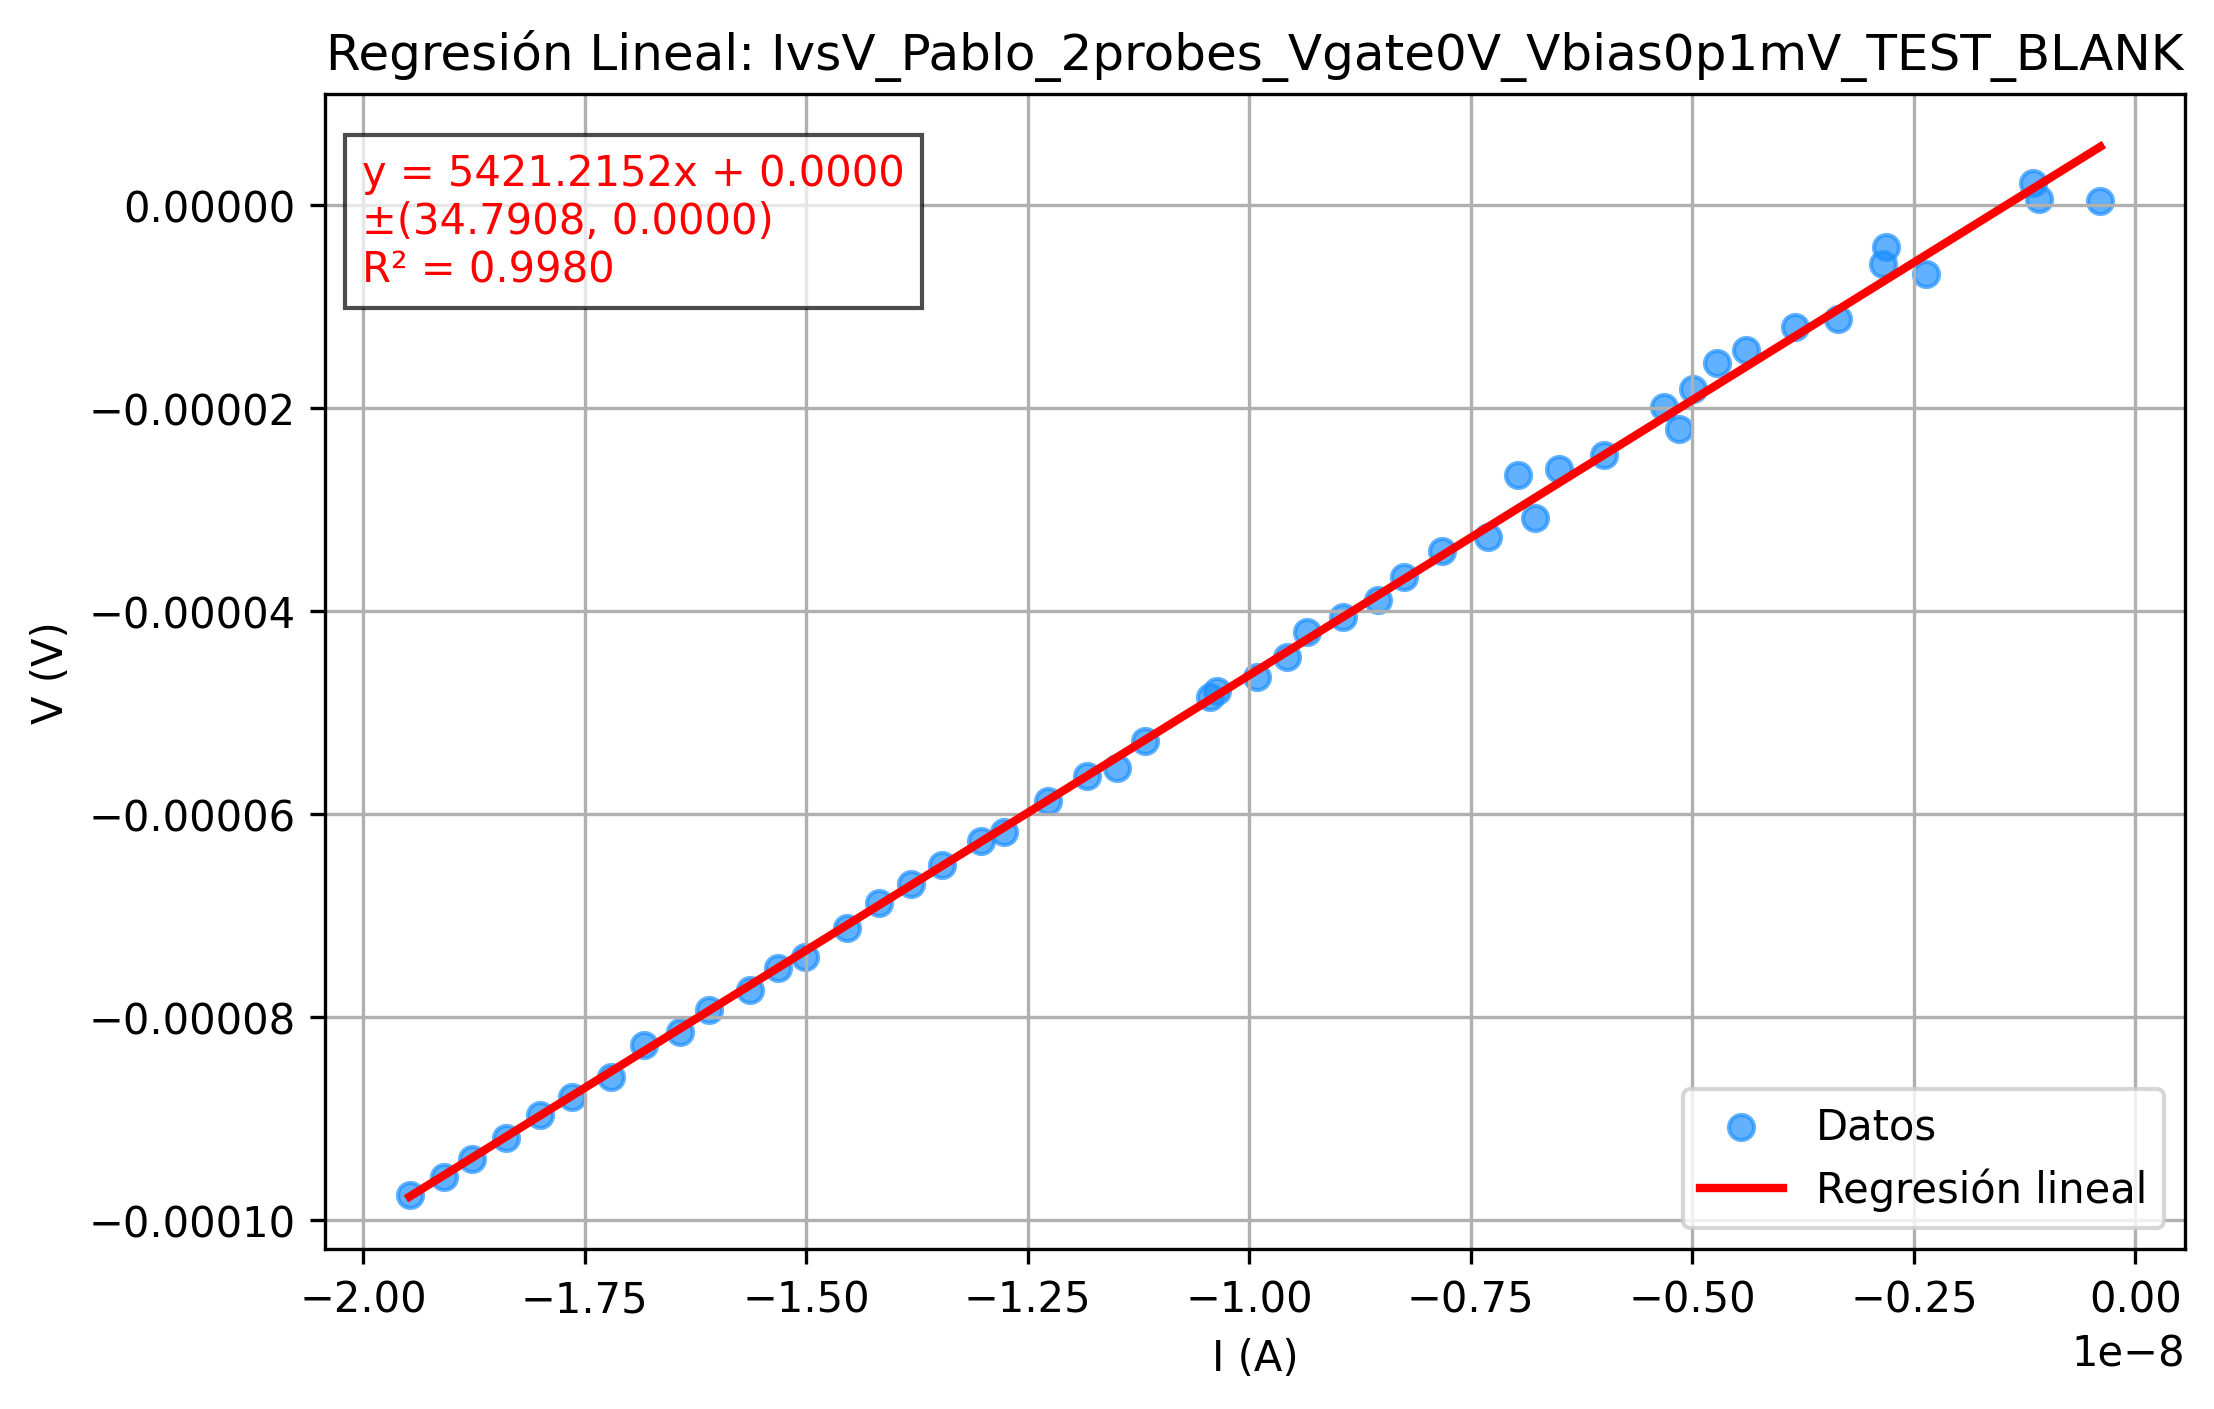 Regresión Lineal: IvsV_Pablo_2probes_Vgate0V_Vbias0p1mV_TEST_BLANK
y = 5421.2152x + 0.0000
±(34.7908, 0.0000)
R² = 0.9980
0.00000
−0.00002
−0.00004
−0.00006
−0.00008
−0.00010
V (V)
Datos
Regresión lineal
−2.00 −1.75 −1.50 −1.25 −1.00 −0.75 −0.50 −0.25 0.00
1e−8
I (A)